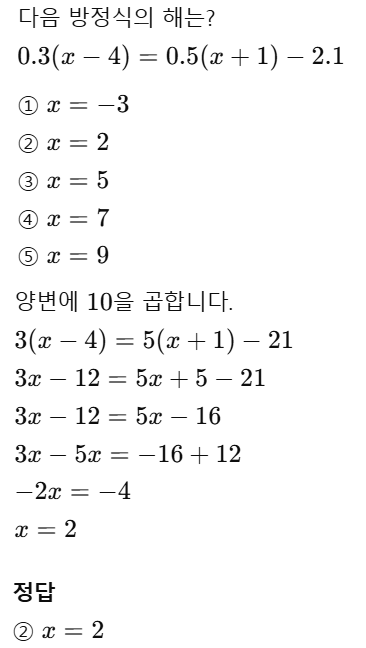 다음 방정식의 해는?
0.3(x − 4) = 0.5(x + 1) − 2.1
① x = −3
② x = 2
③ x = 5
④ x = 7
⑤ x = 9
양변에 10을 곱합니다.
3(x − 4) = 5(x + 1) − 21
3x − 12 = 5x + 5 − 21
3x − 12 = 5x − 16
3x − 5x = −16 + 12
−2x = −4
x = 2
정답
② x = 2